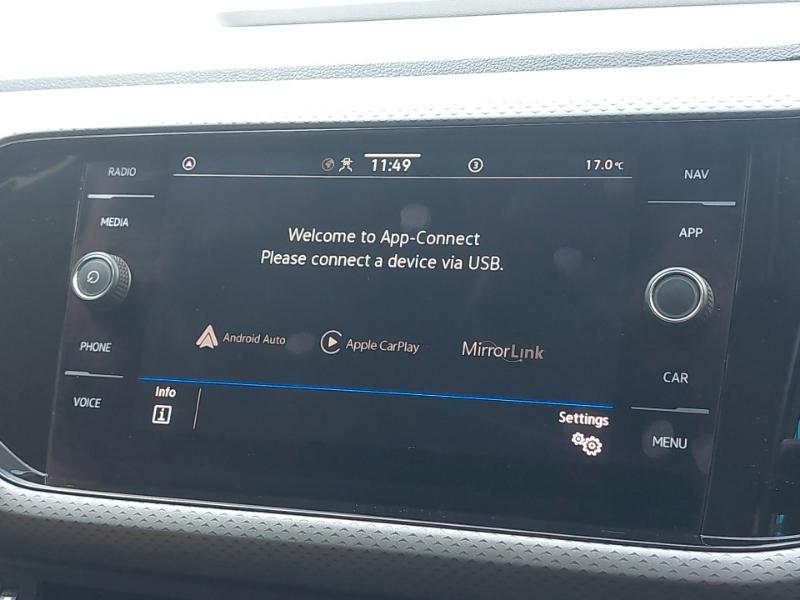 RADIO
MEDIA
PHONE
VOICE
11:49
3
17.0°C
Welcome to App-Connect
Please connect a device via USB.
Android Auto
Apple CarPlay
MirrorLink
Info
i
Settings
NAV
APP
CAR
MENU